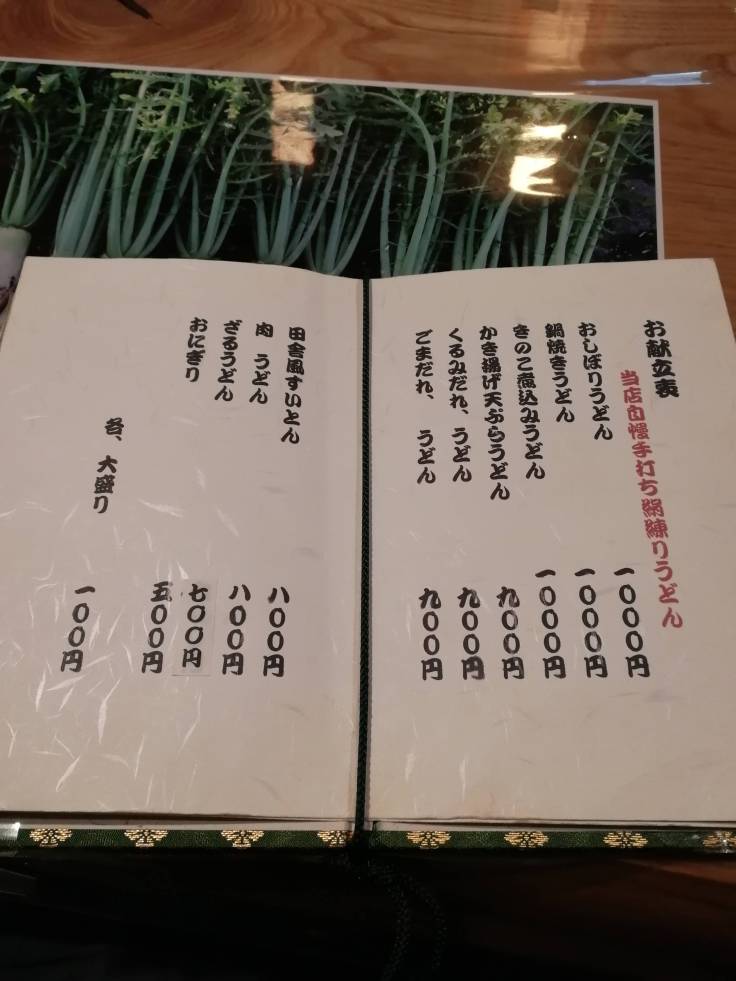 お献立表
当店自慢手打ち絹練りうどん
おしぼりうどん 一〇〇〇円
鍋焼きうどん 一〇〇〇円
きのこ煮込みうどん 一〇〇〇円
かき揚げ天ぷらうどん 九〇〇円
くるみだれ、うどん 九〇〇円
ごまだれ、うどん 九〇〇円
田舎風すいとん 八〇〇円
肉 うどん 八〇〇円
ざるうどん 七〇〇円
おにぎり 五〇〇円
各、大盛り 一〇〇円